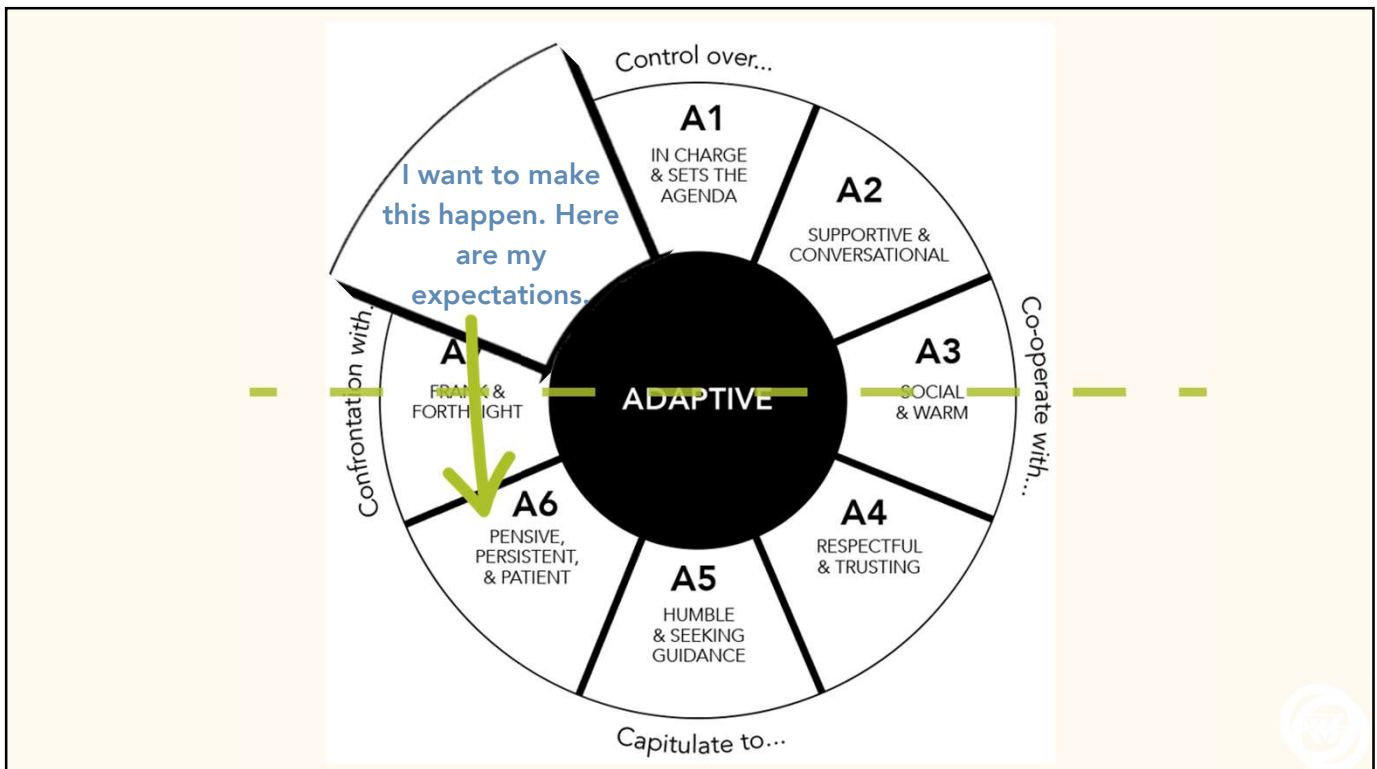 Control over...
A1
IN CHARGE
& SETS THE
AGENDA
I want to make
this happen. Here
are my
expectations.
A2
SUPPORTIVE &
CONVERSATIONAL
Confrontation with...
Co-operate with...
FRANK &
FORTHRIGHT
ADAPTIVE
A3
SOCIAL
& WARM
A6
PENSIVE,
PERSISTENT,
& PATIENT
A5
HUMBLE
& SEEKING
GUIDANCE
A4
RESPECTFUL
& TRUSTING
Capitulate to...